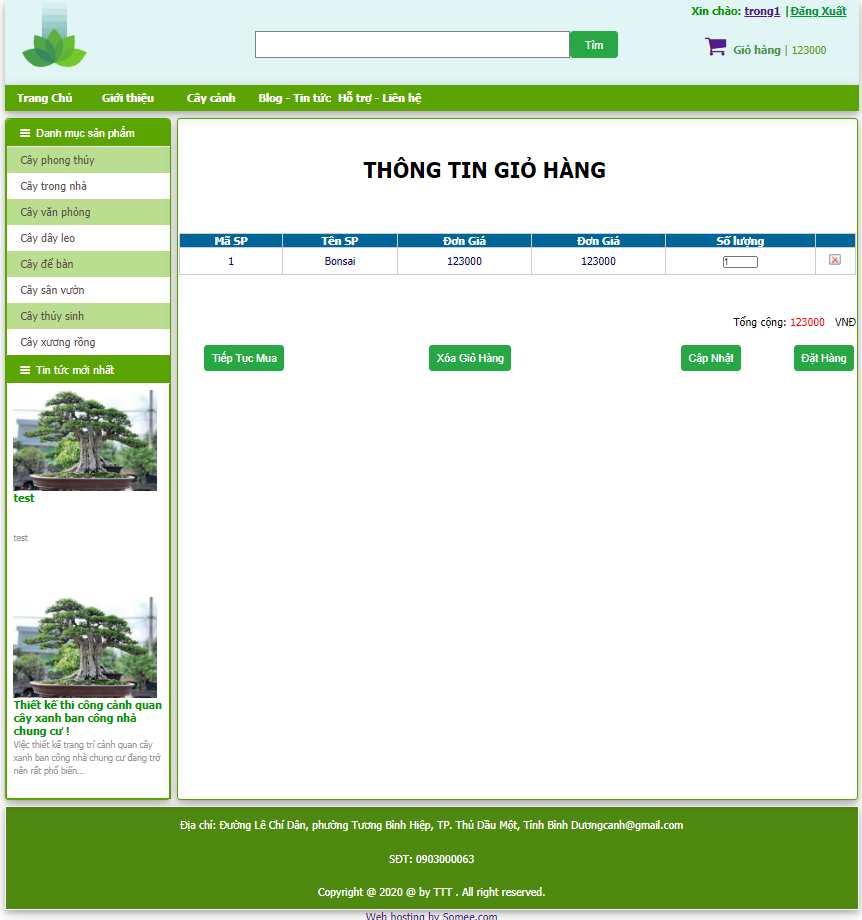 Xin chào: trong1 | Đăng Xuất
Tìm
Giỏ hàng | 123000
Trang Chủ Giới thiệu Cây cảnh Blog - Tin tức Hỗ trợ - Liên hệ
Danh mục sản phẩm
Cây phong thủy
Cây trong nhà
Cây văn phòng
Cây dây leo
Cây để bàn
Cây sân vườn
Cây thủy sinh
Cây xương rồng
Tin tức mới nhất
test
test
Thiết kế thi công cảnh quan
cây xanh ban công nhà
chung cư !
Việc thiết kế trang trí cảnh quan cây
xanh ban công nhà chung cư đang trở
nên rất phổ biến...
THÔNG TIN GIỎ HÀNG
Mã SP Tên SP Đơn Giá Đơn Giá Số lượng
1 Bonsai 123000 123000 1
Tổng cộng: 123000 VNĐ
Tiếp Tục Mua Xóa Giỏ Hàng Cập Nhật Đặt Hàng
Địa chỉ: Đường Lê Chí Dân, phường Tương Bình Hiệp, TP. Thủ Dầu Một, Tỉnh Bình Dươngcanh@gmail.com
SĐT: 0903000063
Copyright @ 2020 @ by TTT . All right reserved.
Web hosting by Somee.com